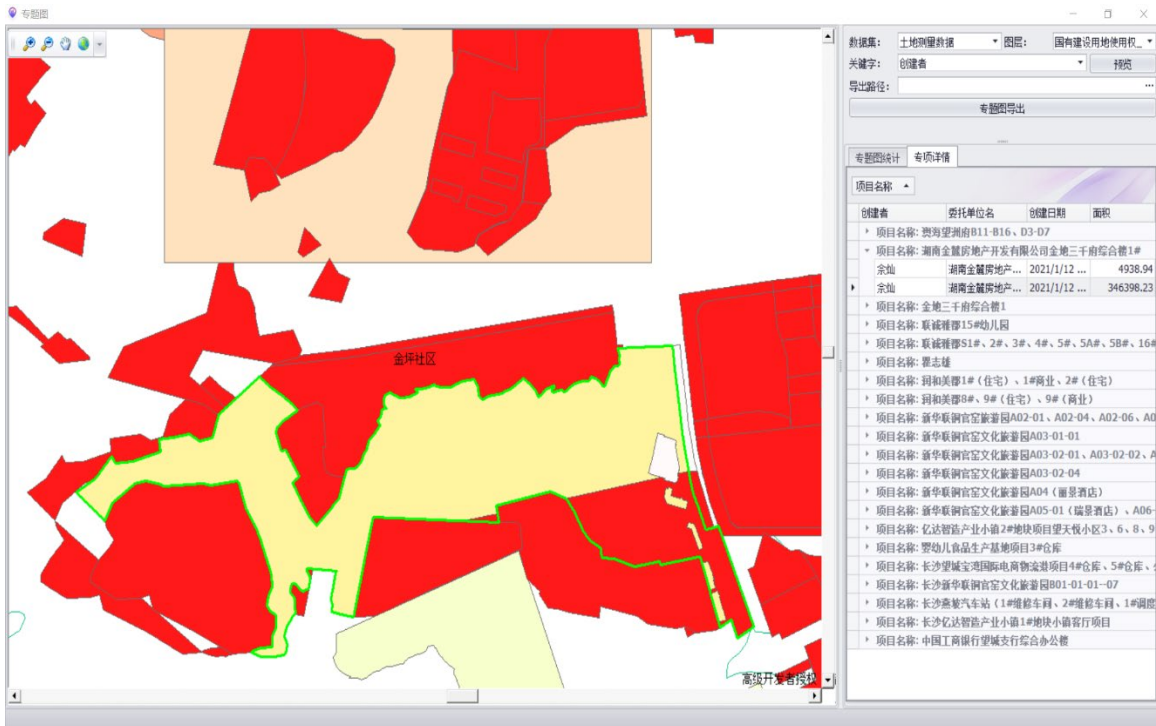 专题图
数据集: 土地测量数据 图层: 国有建设用地使用权_
关键字: 创建者 预览
导出路径: ...
专题图导出
专题图统计 专项详情
项目名称
创建者 委托单位名 创建日期 面积
项目名称: 澳海望洲府B11-B16、D3-D7
项目名称: 湖南金麓房地产开发有限公司金地三千府综合楼1#
余灿 湖南金麓房地产... 2021/1/12 ... 4938.94
余灿 湖南金麓房地产... 2021/1/12 ... 346398.23
项目名称: 金地三千府综合楼1
项目名称: 联诚雅郡15#幼儿园
项目名称: 联诚雅郡S1#、2#、3#、4#、5#、5A#、5B#、16#
项目名称: 瞿志雄
项目名称: 润和美郡1#(住宅)、1#商业、2#(住宅)
项目名称: 润和美郡8#、9#(住宅)、9#(商业)
项目名称: 新华联铜官窑旅游园A02-01、A02-04、A02-06、A0
项目名称: 新华联铜官窑文化旅游园A03-01-01
项目名称: 新华联铜官窑文化旅游园A03-02-01、A03-02-02、A
项目名称: 新华联铜官窑文化旅游园A03-02-04
项目名称: 新华联铜官窑文化旅游园A04(丽景酒店)
项目名称: 新华联铜官窑文化旅游园A05-01(瑞景酒店)、A06-
项目名称: 亿达智造产业小镇2#地块项目望天悦小区3、6、8、9
项目名称: 婴幼儿食品生产基地项目3#仓库
项目名称: 长沙望城宝湾国际电商物流港项目4#仓库、5#仓库、
项目名称: 长沙新华联铜官窑文化旅游园B01-01-01--07
项目名称: 长沙燕坡汽车站(1#维修车间、2#维修车间、1#调度
项目名称: 长沙亿达智造产业小镇1#地块小镇客厅项目
项目名称: 中国工商银行望城支行综合办公楼
金坪社区
高级开发者授权